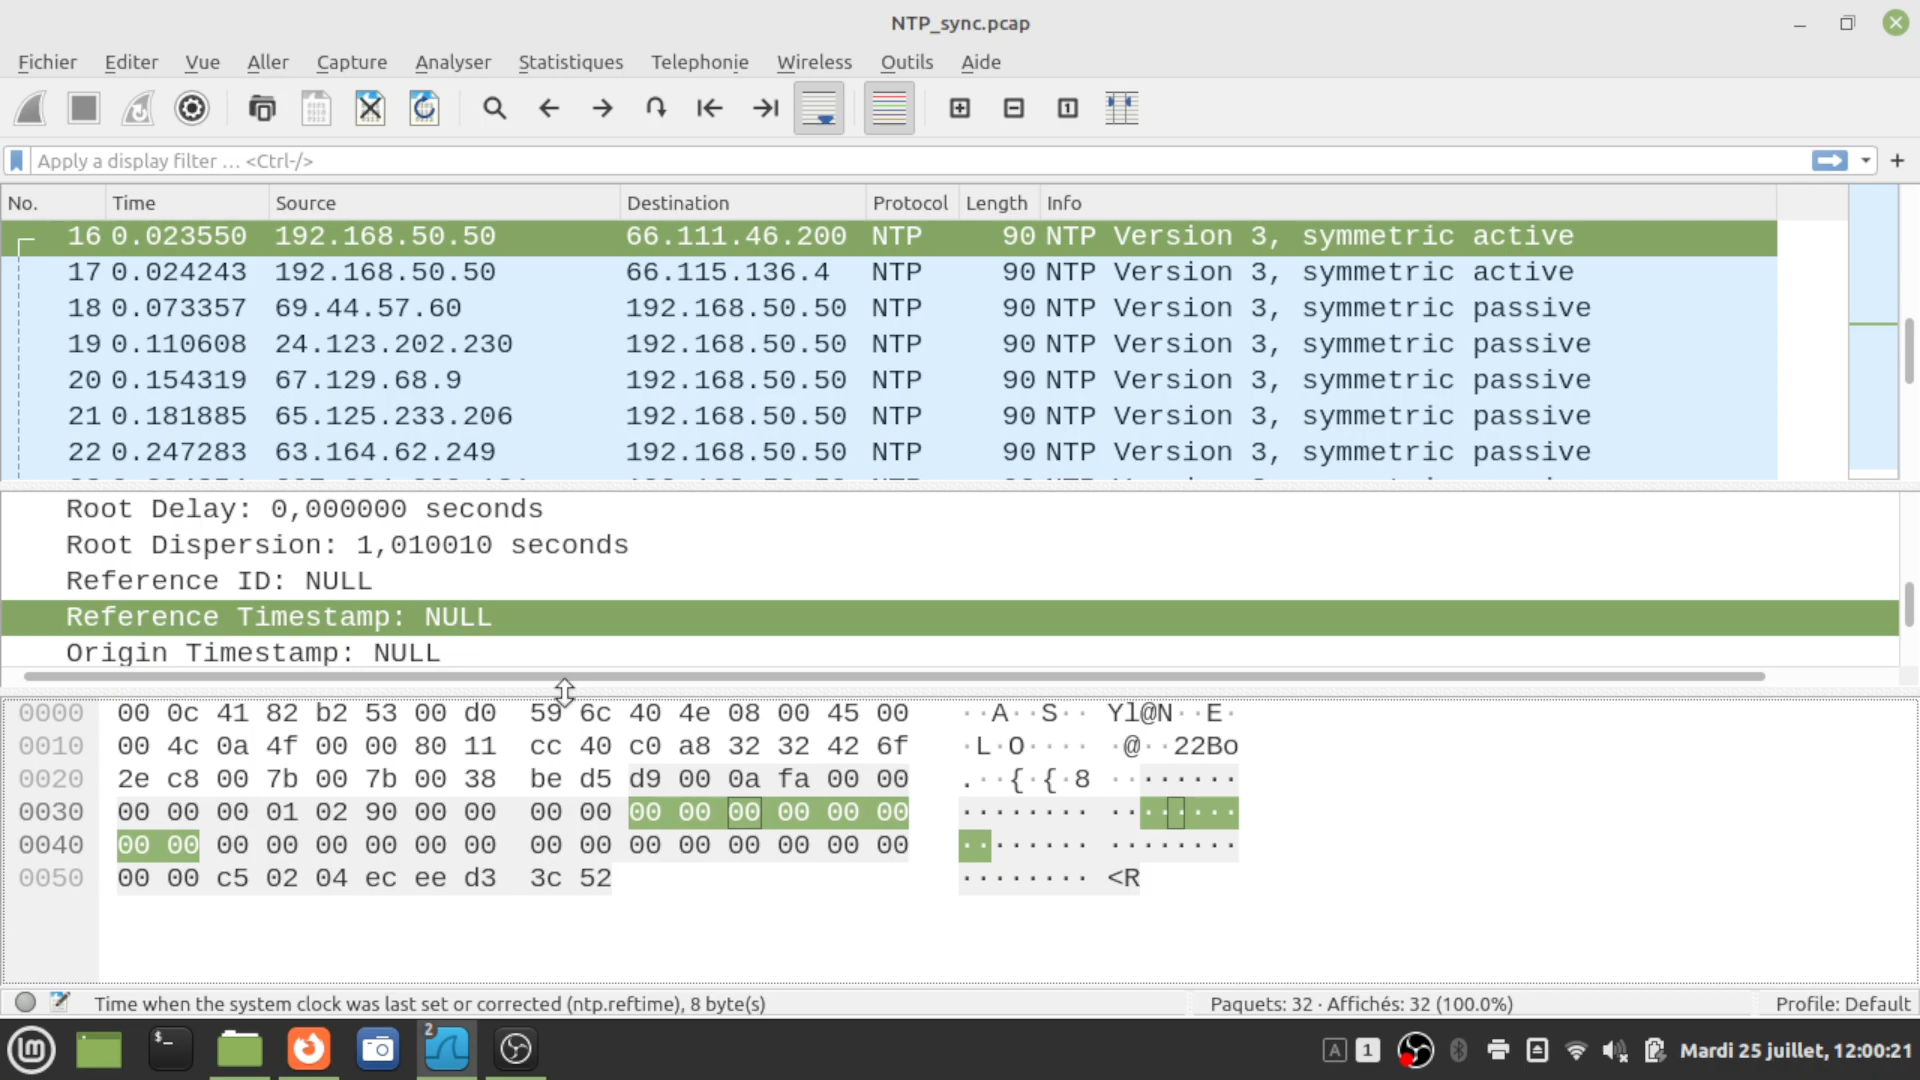 NTP_sync.pcap
Fichier Editer Vue Aller Capture Analyser Statistiques Telephonie Wireless Outils Aide
Apply a display filter … <Ctrl-/>
No. Time Source Destination Protocol Length Info
16 0.023550 192.168.50.50 66.111.46.200 NTP 90 NTP Version 3, symmetric active
17 0.024243 192.168.50.50 66.115.136.4 NTP 90 NTP Version 3, symmetric active
18 0.073357 69.44.57.60 192.168.50.50 NTP 90 NTP Version 3, symmetric passive
19 0.110608 24.123.202.230 192.168.50.50 NTP 90 NTP Version 3, symmetric passive
20 0.154319 67.129.68.9 192.168.50.50 NTP 90 NTP Version 3, symmetric passive
21 0.181885 65.125.233.206 192.168.50.50 NTP 90 NTP Version 3, symmetric passive
22 0.247283 63.164.62.249 192.168.50.50 NTP 90 NTP Version 3, symmetric passive
Root Delay: 0,000000 seconds
Root Dispersion: 1,010010 seconds
Reference ID: NULL
Reference Timestamp: NULL
Origin Timestamp: NULL
0000 00 0c 41 82 b2 53 00 d0 59 6c 40 4e 08 00 45 00 ··A··S·· Yl@N··E·
0010 00 4c 0a 4f 00 00 80 11 cc 40 c0 a8 32 32 42 6f ·L·O···· ·@··22Bo
0020 2e c8 00 7b 00 7b 00 38 be d5 d9 00 0a fa 00 00 .··{·{·8 ········
0030 00 00 00 01 02 90 00 00 00 00 00 00 00 00 00 00 ········ ········
0040 00 00 00 00 00 00 00 00 00 00 00 00 00 00 00 00 ········ ········
0050 00 00 c5 02 04 ec ee d3 3c 52 ········ <R
Time when the system clock was last set or corrected (ntp.reftime), 8 byte(s) Paquets: 32 · Affichés: 32 (100.0%) Profile: Default
2 A 1 Mardi 25 juillet, 12:00:21